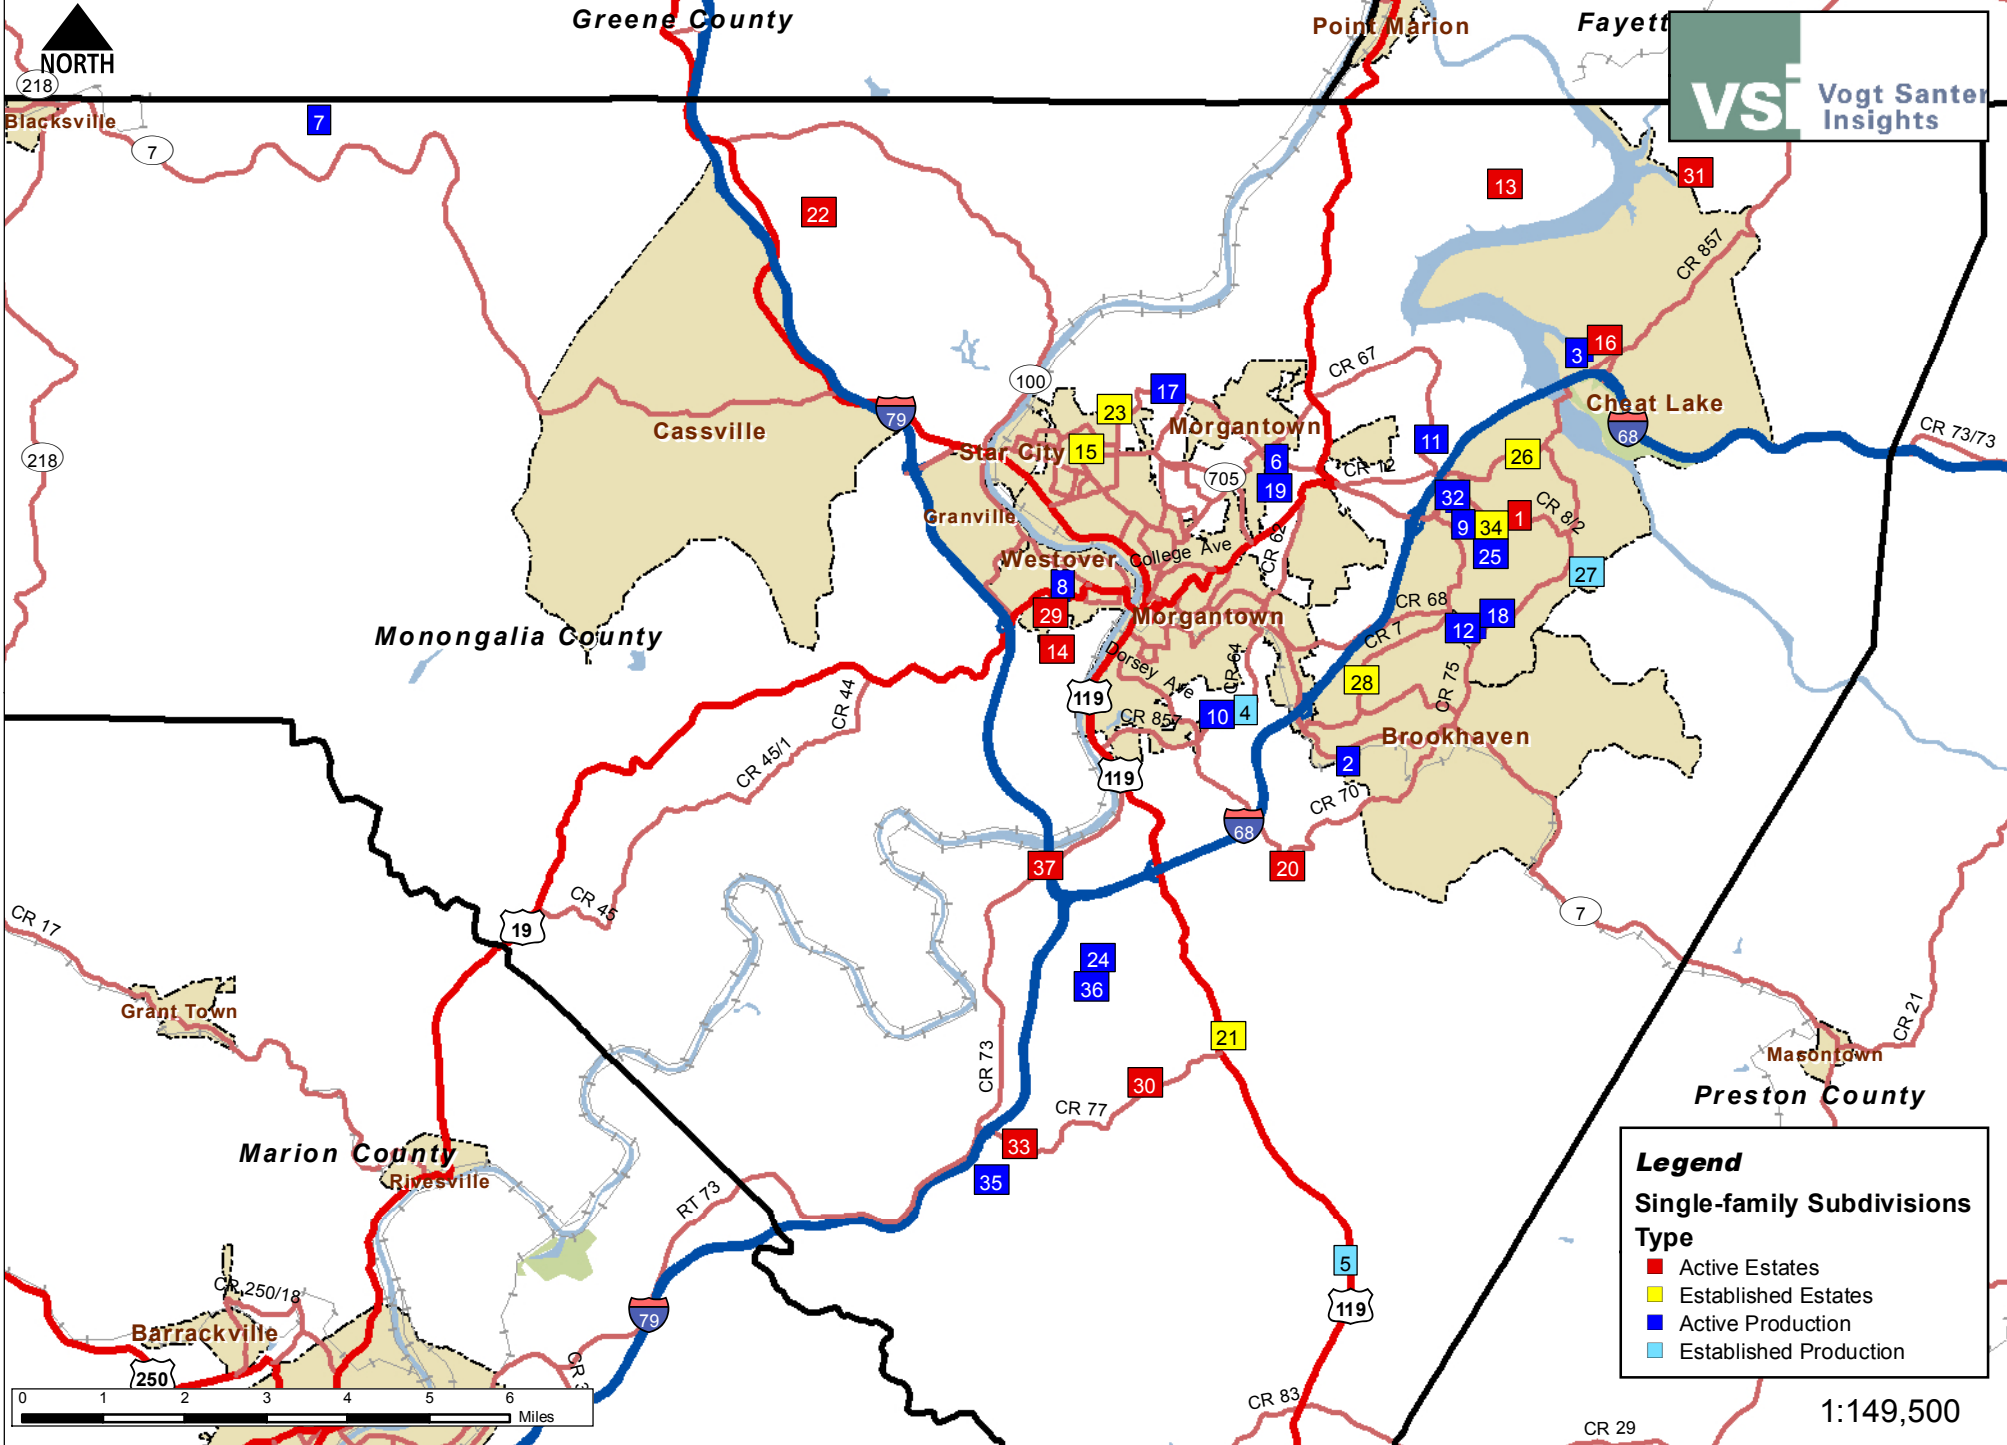 Greene County
Point Marion
Fayett
VSi Vogt Santer
Insights
NORTH
218
Blacksville
7
7
13
31
22
CR 857
16
3
CR 67
100
17
23
79
Cheat Lake
68
Cassville
Morgantown
11
CR 73/73
218
Star City
15
6
26
705
CR 12
19
32
CR 8/2
Granville
9
34
1
College Ave
CR 62
25
Westover
27
8
CR 68
29
Morgantown
18
12
Monongalia County
CR 7
14
Dorsey Ave
CR 64
28
CR 75
119
CR 44
CR 857
10
4
Brookhaven
CR 45/1
2
119
CR 70
68
37
20
CR 45
CR 17
19
7
24
36
Grant Town
CR 21
21
Masontown
CR 73
30
CR 77
Preston County
33
Marion County
Rivesville
35
RT 73
5
CR 250/18
79
119
Barrackville
250
CR 83
CR 29
0 1 2 3 4 5 6
Miles
Legend
Single-family Subdivisions
Type
Active Estates
Established Estates
Active Production
Established Production
1:149,500